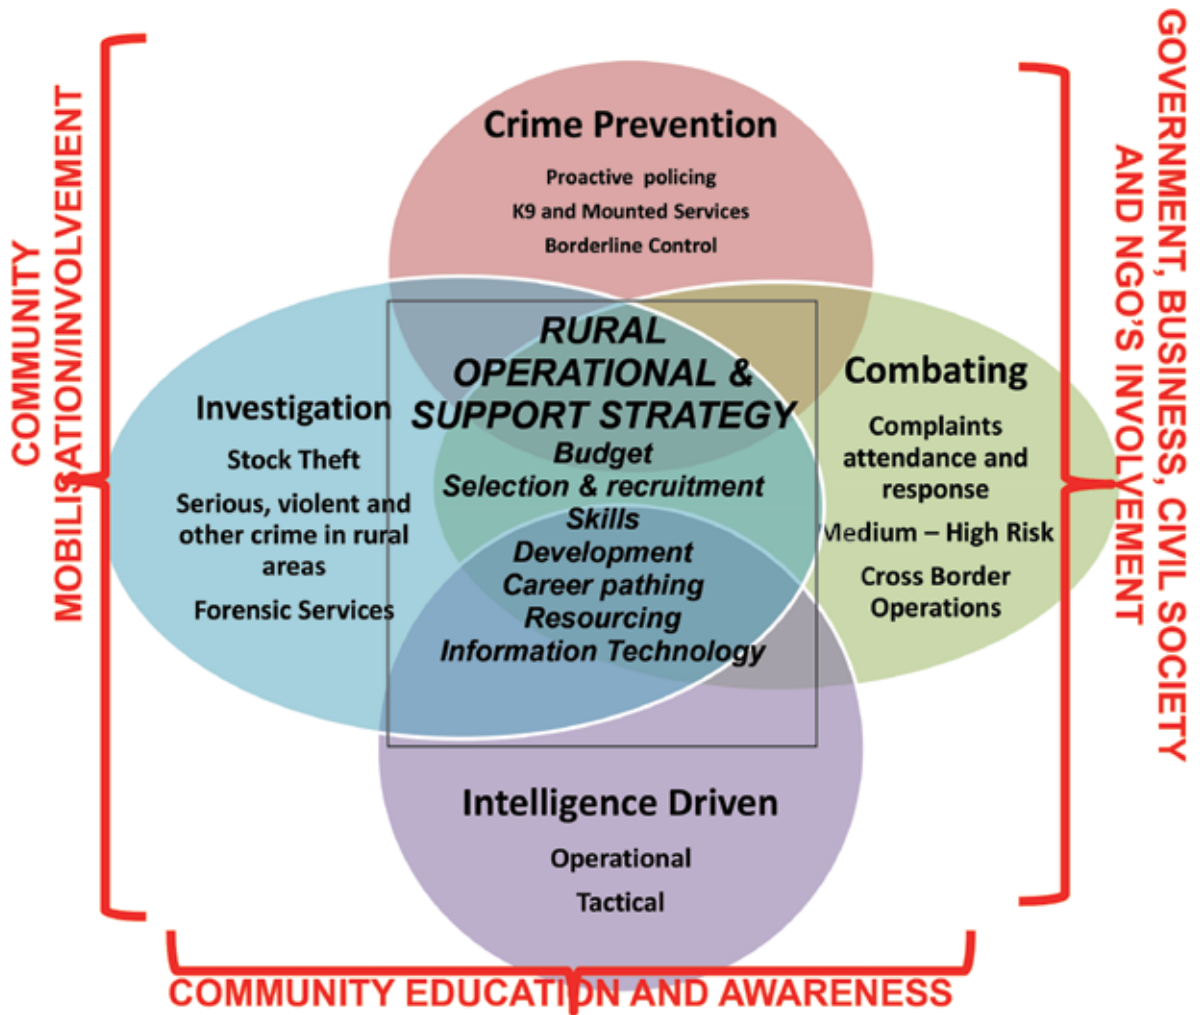 COMMUNITY
MOBILISATION/INVOLVEMENT
Crime Prevention
Proactive policing
K9 and Mounted Services
Borderline Control
Investigation
Stock Theft
Serious, violent and
other crime in rural
areas
Forensic Services
RURAL
OPERATIONAL &
SUPPORT STRATEGY
Budget
Selection & recruitment
Skills
Development
Career pathing
Resourcing
Information Technology
Combating
Complaints
attendance and
response
Medium – High Risk
Cross Border
Operations
Intelligence Driven
Operational
Tactical
GOVERNMENT, BUSINESS, CIVIL SOCIETY
AND NGO'S INVOLVEMENT
COMMUNITY EDUCATION AND AWARENESS